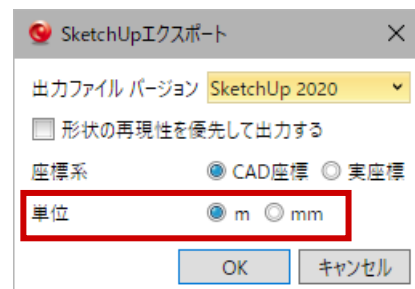 SketchUpエクスポート
出力ファイル バージョン SketchUp 2020
形状の再現性を優先して出力する
座標系 CAD座標 実座標
単位 m mm
OK キャンセル